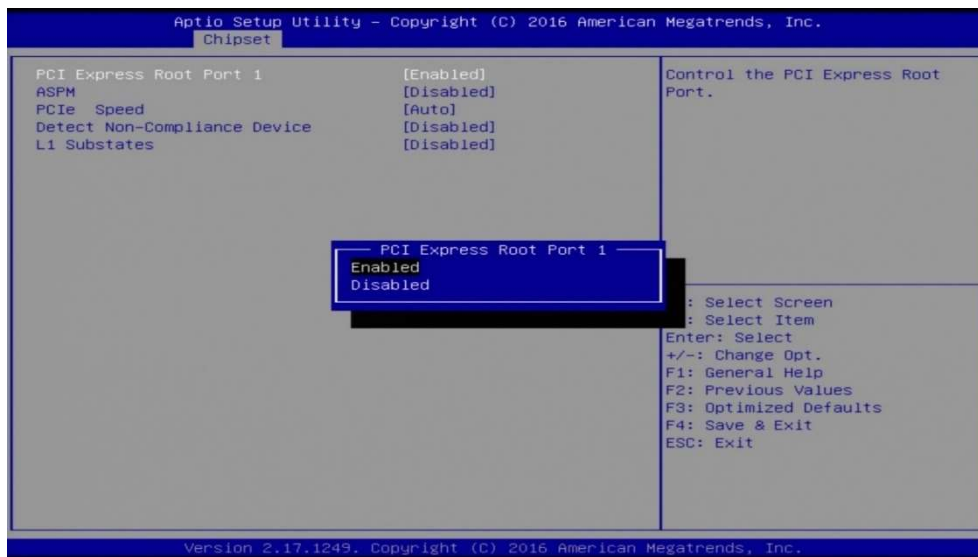 Aptio Setup Utility – Copyright (C) 2016 American Megatrends, Inc.
Chipset
PCI Express Root Port 1 [Enabled]
ASPM [Disabled]
PCIe Speed [Auto]
Detect Non-Compliance Device [Disabled]
L1 Substates [Disabled]
Control the PCI Express Root
Port.
PCI Express Root Port 1
Enabled
Disabled
: Select Screen
: Select Item
Enter: Select
+/-: Change Opt.
F1: General Help
F2: Previous Values
F3: Optimized Defaults
F4: Save & Exit
ESC: Exit
Version 2.17.1249. Copyright (C) 2016 American Megatrends, Inc.